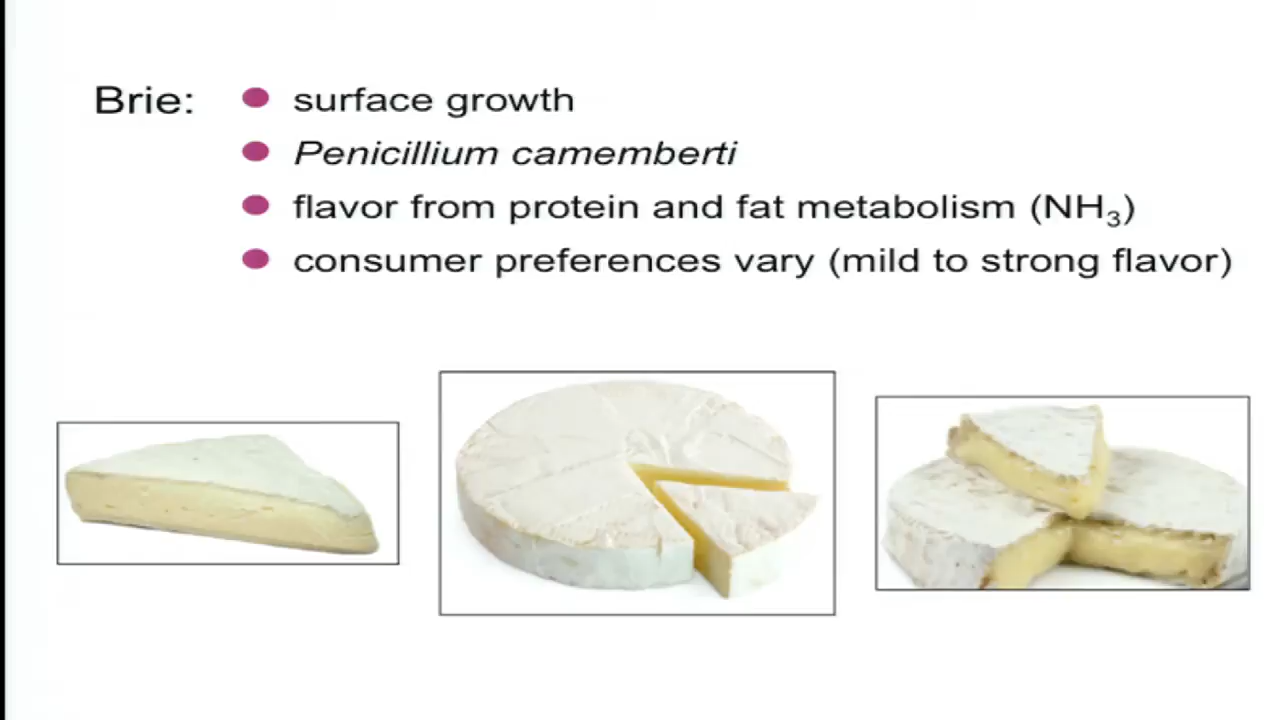 Brie: ● surface growth
● Penicillium camemberti
● flavor from protein and fat metabolism (NH₃)
● consumer preferences vary (mild to strong flavor)